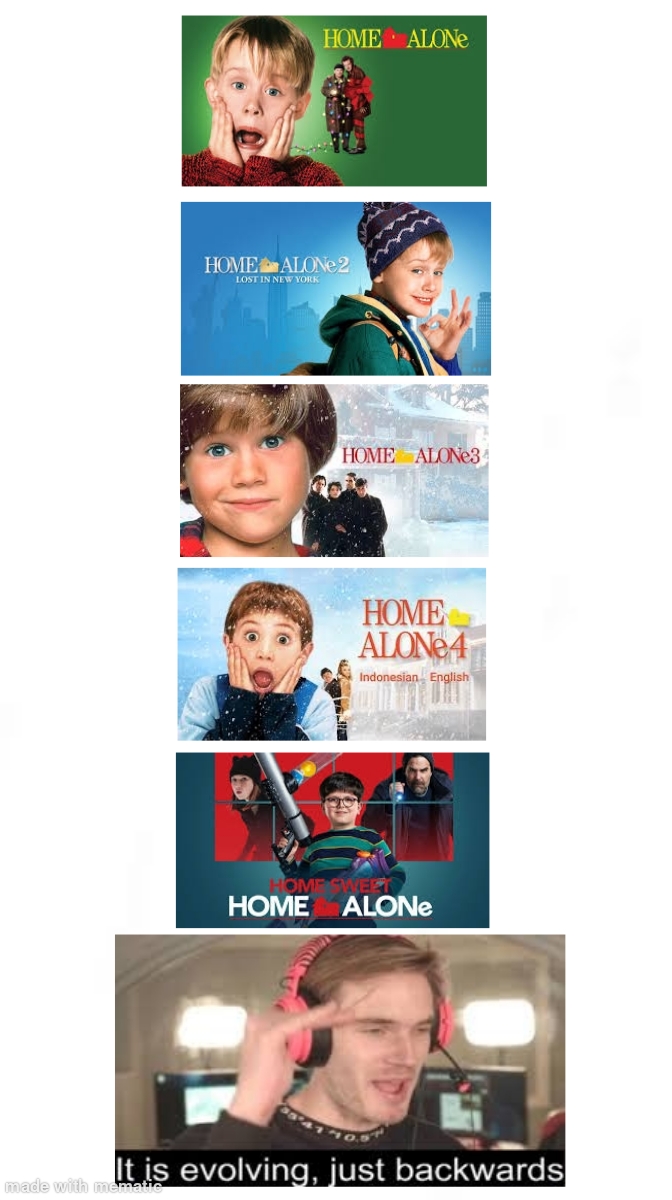 HOME ALONe
HOME ALONe 2
LOST IN NEW YORK
HOME ALONe 3
HOME
ALONe 4
Indonesian English
HOME SWEET
HOME ALONe
It is evolving, just backwards
made with mematic